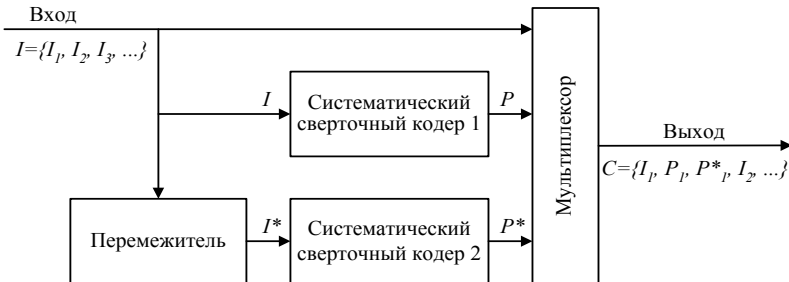 Вход
I={I₁, I₂, I₃, ...}
I
Систематический
сверточный кодер 1
P
Мультиплексор
Выход
C={I₁, P₁, P*₁, I₂, ...}
Перемежитель
I*
Систематический
сверточный кодер 2
P*